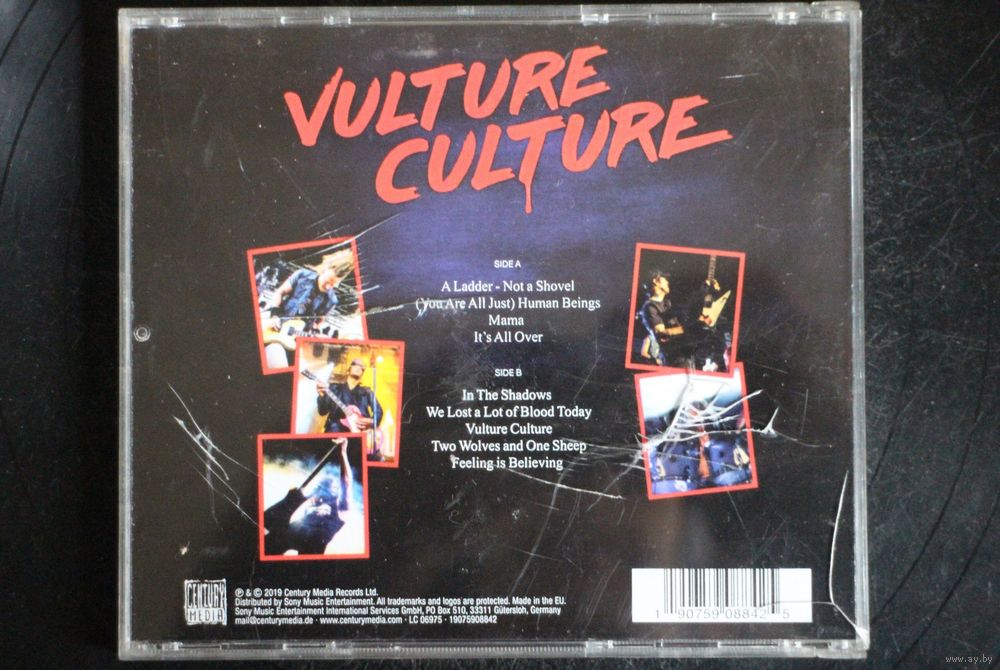 VULTURE
CULTURE
SIDE A
A Ladder - Not a Shovel
(You Are All Just) Human Beings
Mama
It's All Over
SIDE B
In The Shadows
We Lost a Lot of Blood Today
Vulture Culture
Two Wolves and One Sheep
Feeling is Believing
CENTURY
MEDIA
℗ & © 2019 Century Media Records Ltd.
Distributed by Sony Music Entertainment. All trademarks and logos are protected. Made in the EU.
Sony Music Entertainment International Services GmbH, PO Box 510, 33311 Gütersloh, Germany
mail@centurymedia.de · www.centurymedia.com · LC 06975 · 19075908842
1 90759 08842 5
www.ay.by